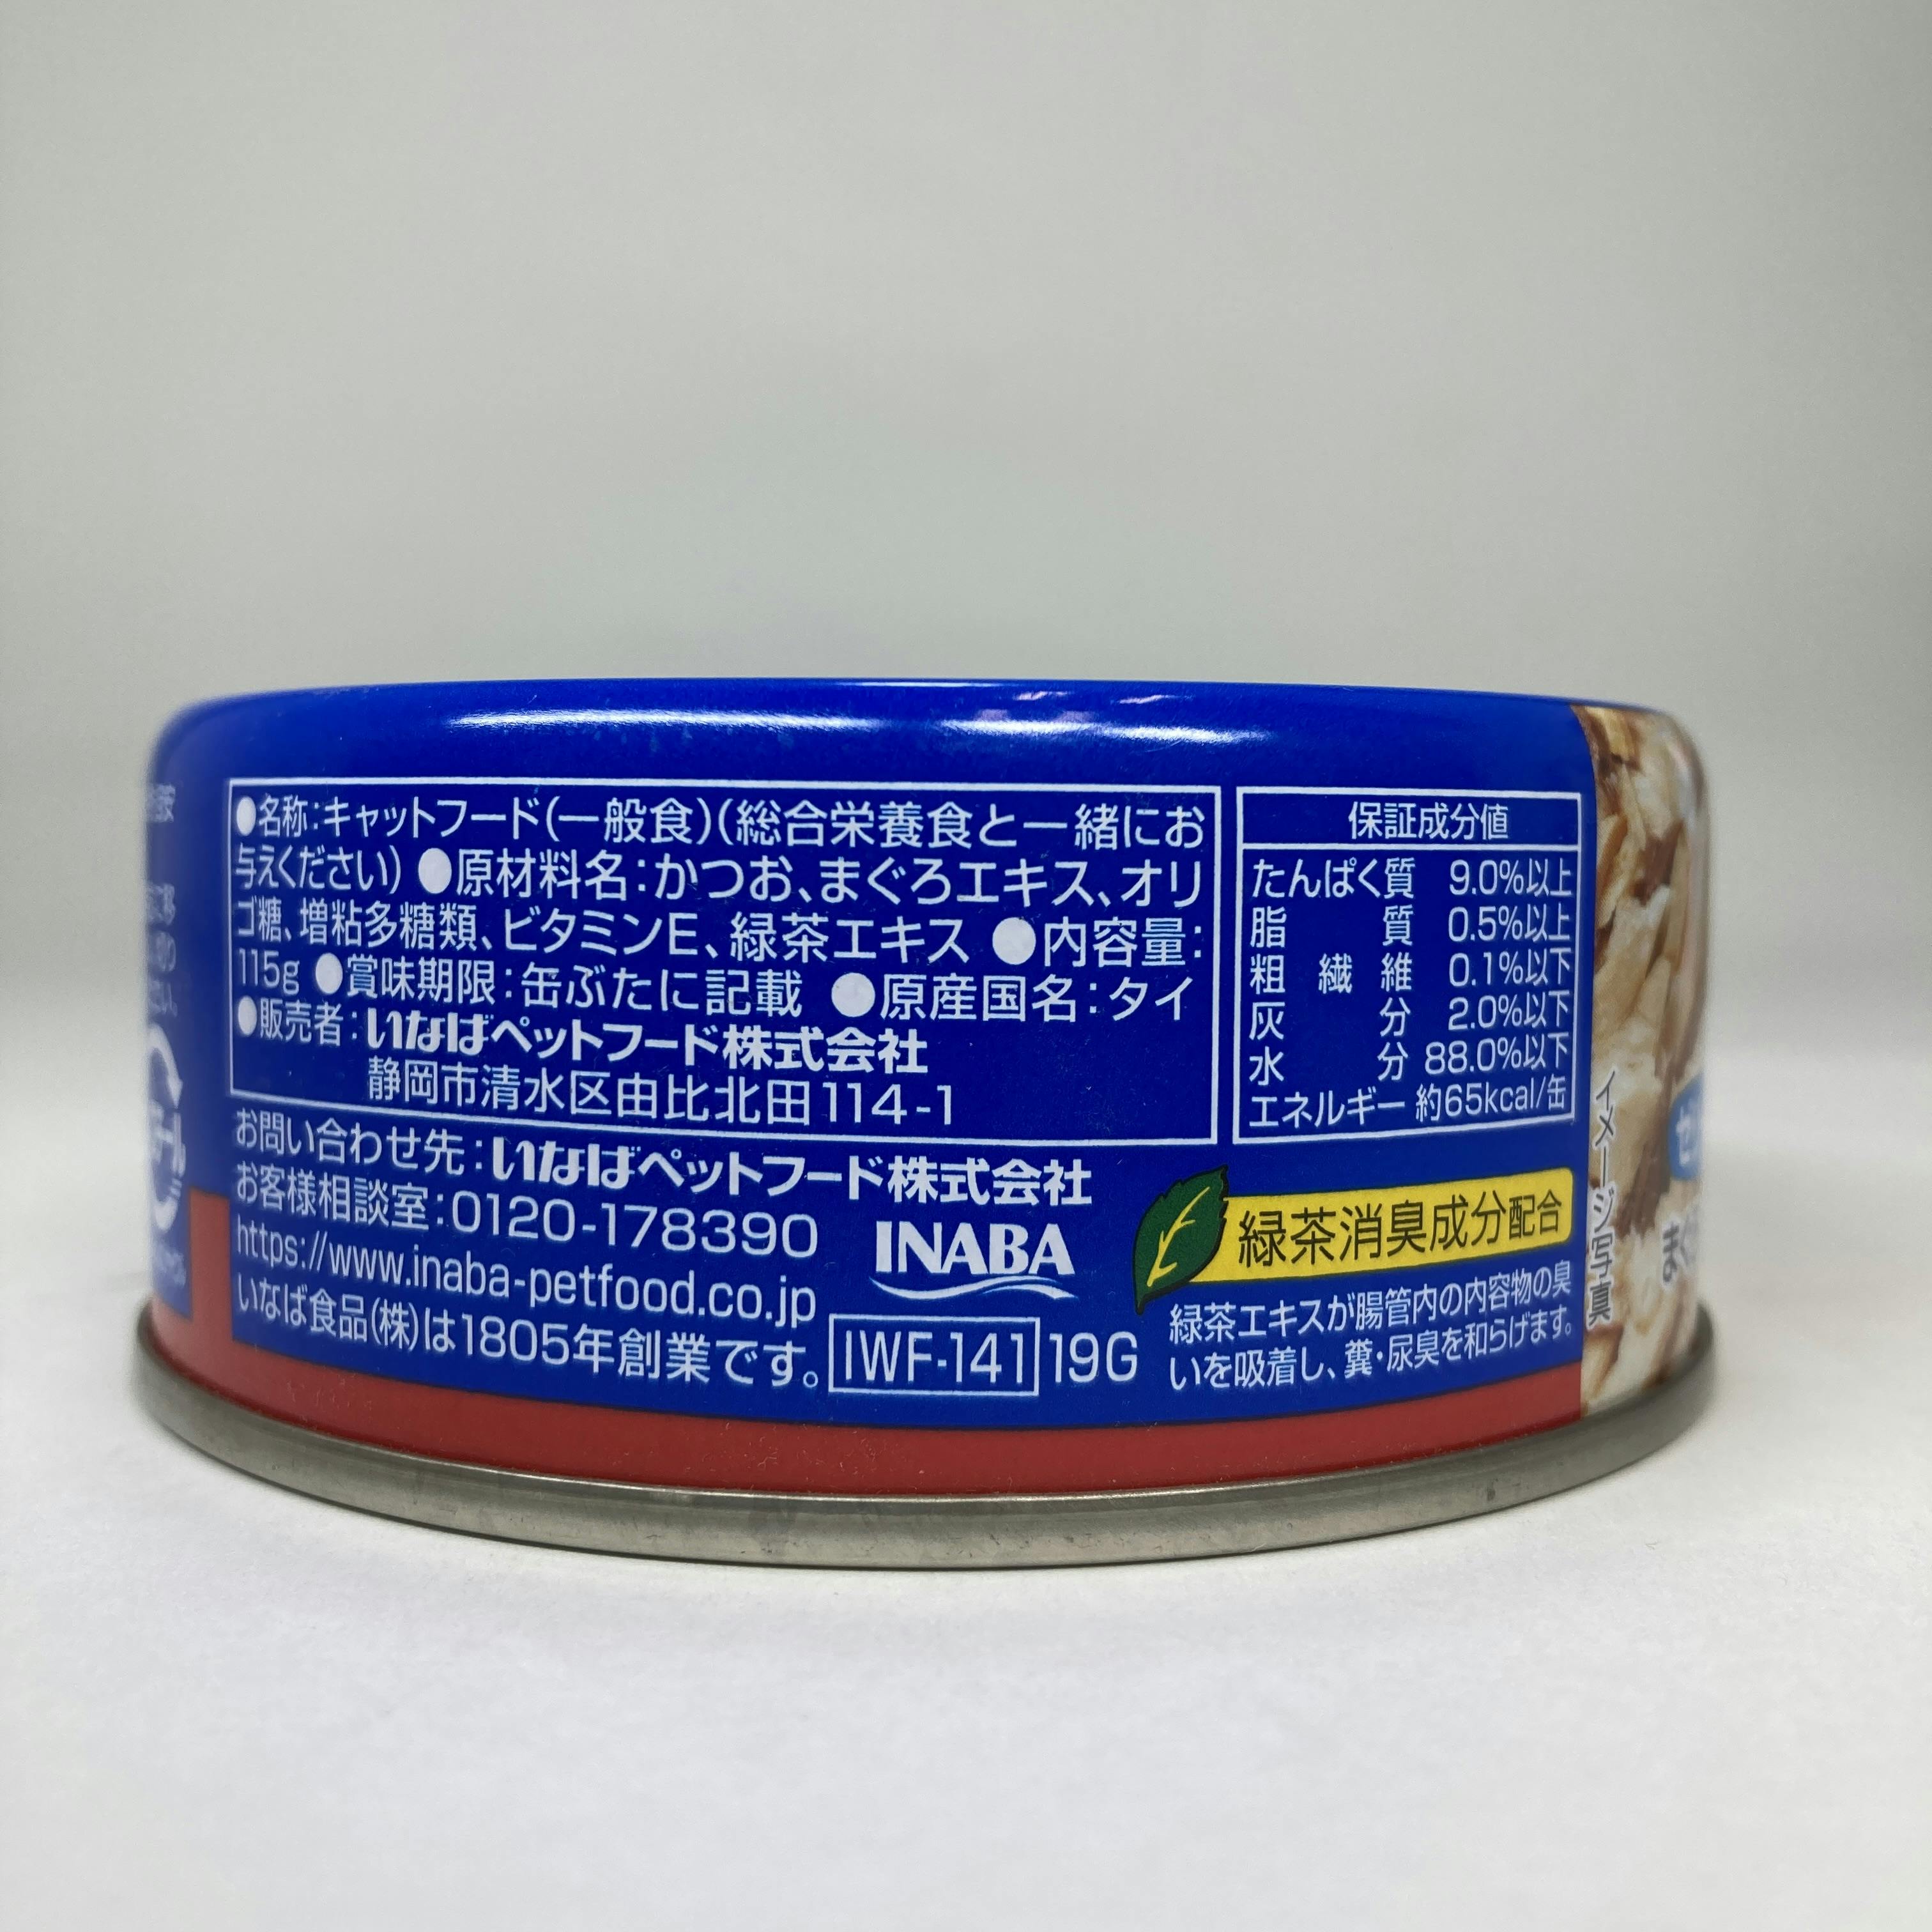 ●名称:キャットフード(一般食)(総合栄養食と一緒にお
与えください) ●原材料名:かつお、まぐろエキス、オリ
ゴ糖、増粘多糖類、ビタミンE、緑茶エキス ●内容量:
115g ●賞味期限:缶ぶたに記載 ●原産国名:タイ
●販売者:いなばペットフード株式会社
静岡市清水区由比北田114-1
お問い合わせ先:いなばペットフード株式会社
お客様相談室:0120-178390
https://www.inaba-petfood.co.jp
いなば食品(株)は1805年創業です。
INABA
IWF-141 19G
保証成分値
たんぱく質 9.0%以上
脂質 0.5%以上
粗繊維 0.1%以下
灰分 2.0%以下
水分 88.0%以下
エネルギー 約65kcal/缶
緑茶消臭成分配合
緑茶エキスが腸管内の内容物の臭
いを吸着し、糞・尿臭を和らげます。
イメージ写真